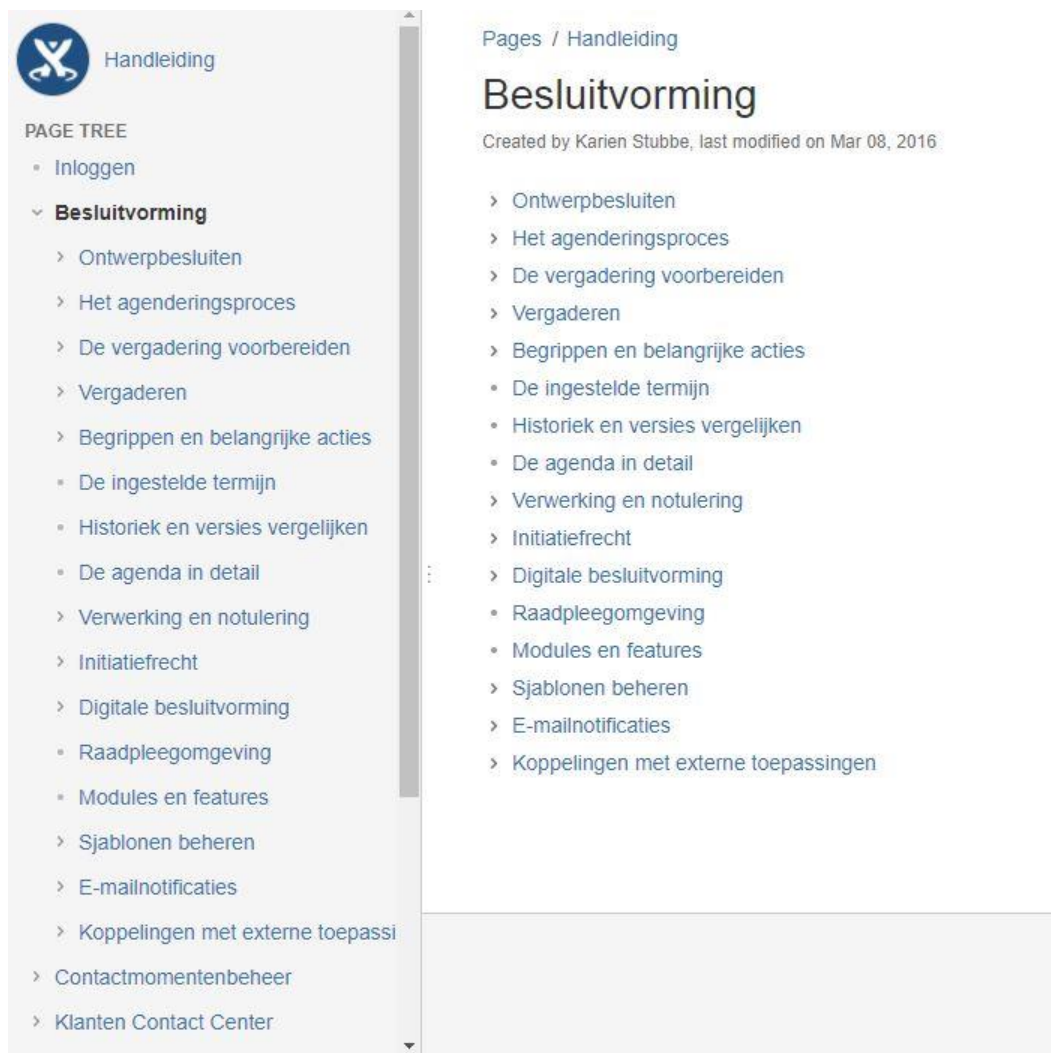 Handleiding
PAGE TREE
Inloggen
Besluitvorming
Ontwerpbesluiten
Het agenderingsproces
De vergadering voorbereiden
Vergaderen
Begrippen en belangrijke acties
De ingestelde termijn
Historiek en versies vergelijken
De agenda in detail
Verwerking en notulering
Initiatiefrecht
Digitale besluitvorming
Raadpleegomgeving
Modules en features
Sjablonen beheren
E-mailnotificaties
Koppelingen met externe toepassi
Contactmomentenbeheer
Klanten Contact Center
Pages / Handleiding
Besluitvorming
Created by Karien Stubbe, last modified on Mar 08, 2016
Ontwerpbesluiten
Het agenderingsproces
De vergadering voorbereiden
Vergaderen
Begrippen en belangrijke acties
De ingestelde termijn
Historiek en versies vergelijken
De agenda in detail
Verwerking en notulering
Initiatiefrecht
Digitale besluitvorming
Raadpleegomgeving
Modules en features
Sjablonen beheren
E-mailnotificaties
Koppelingen met externe toepassingen